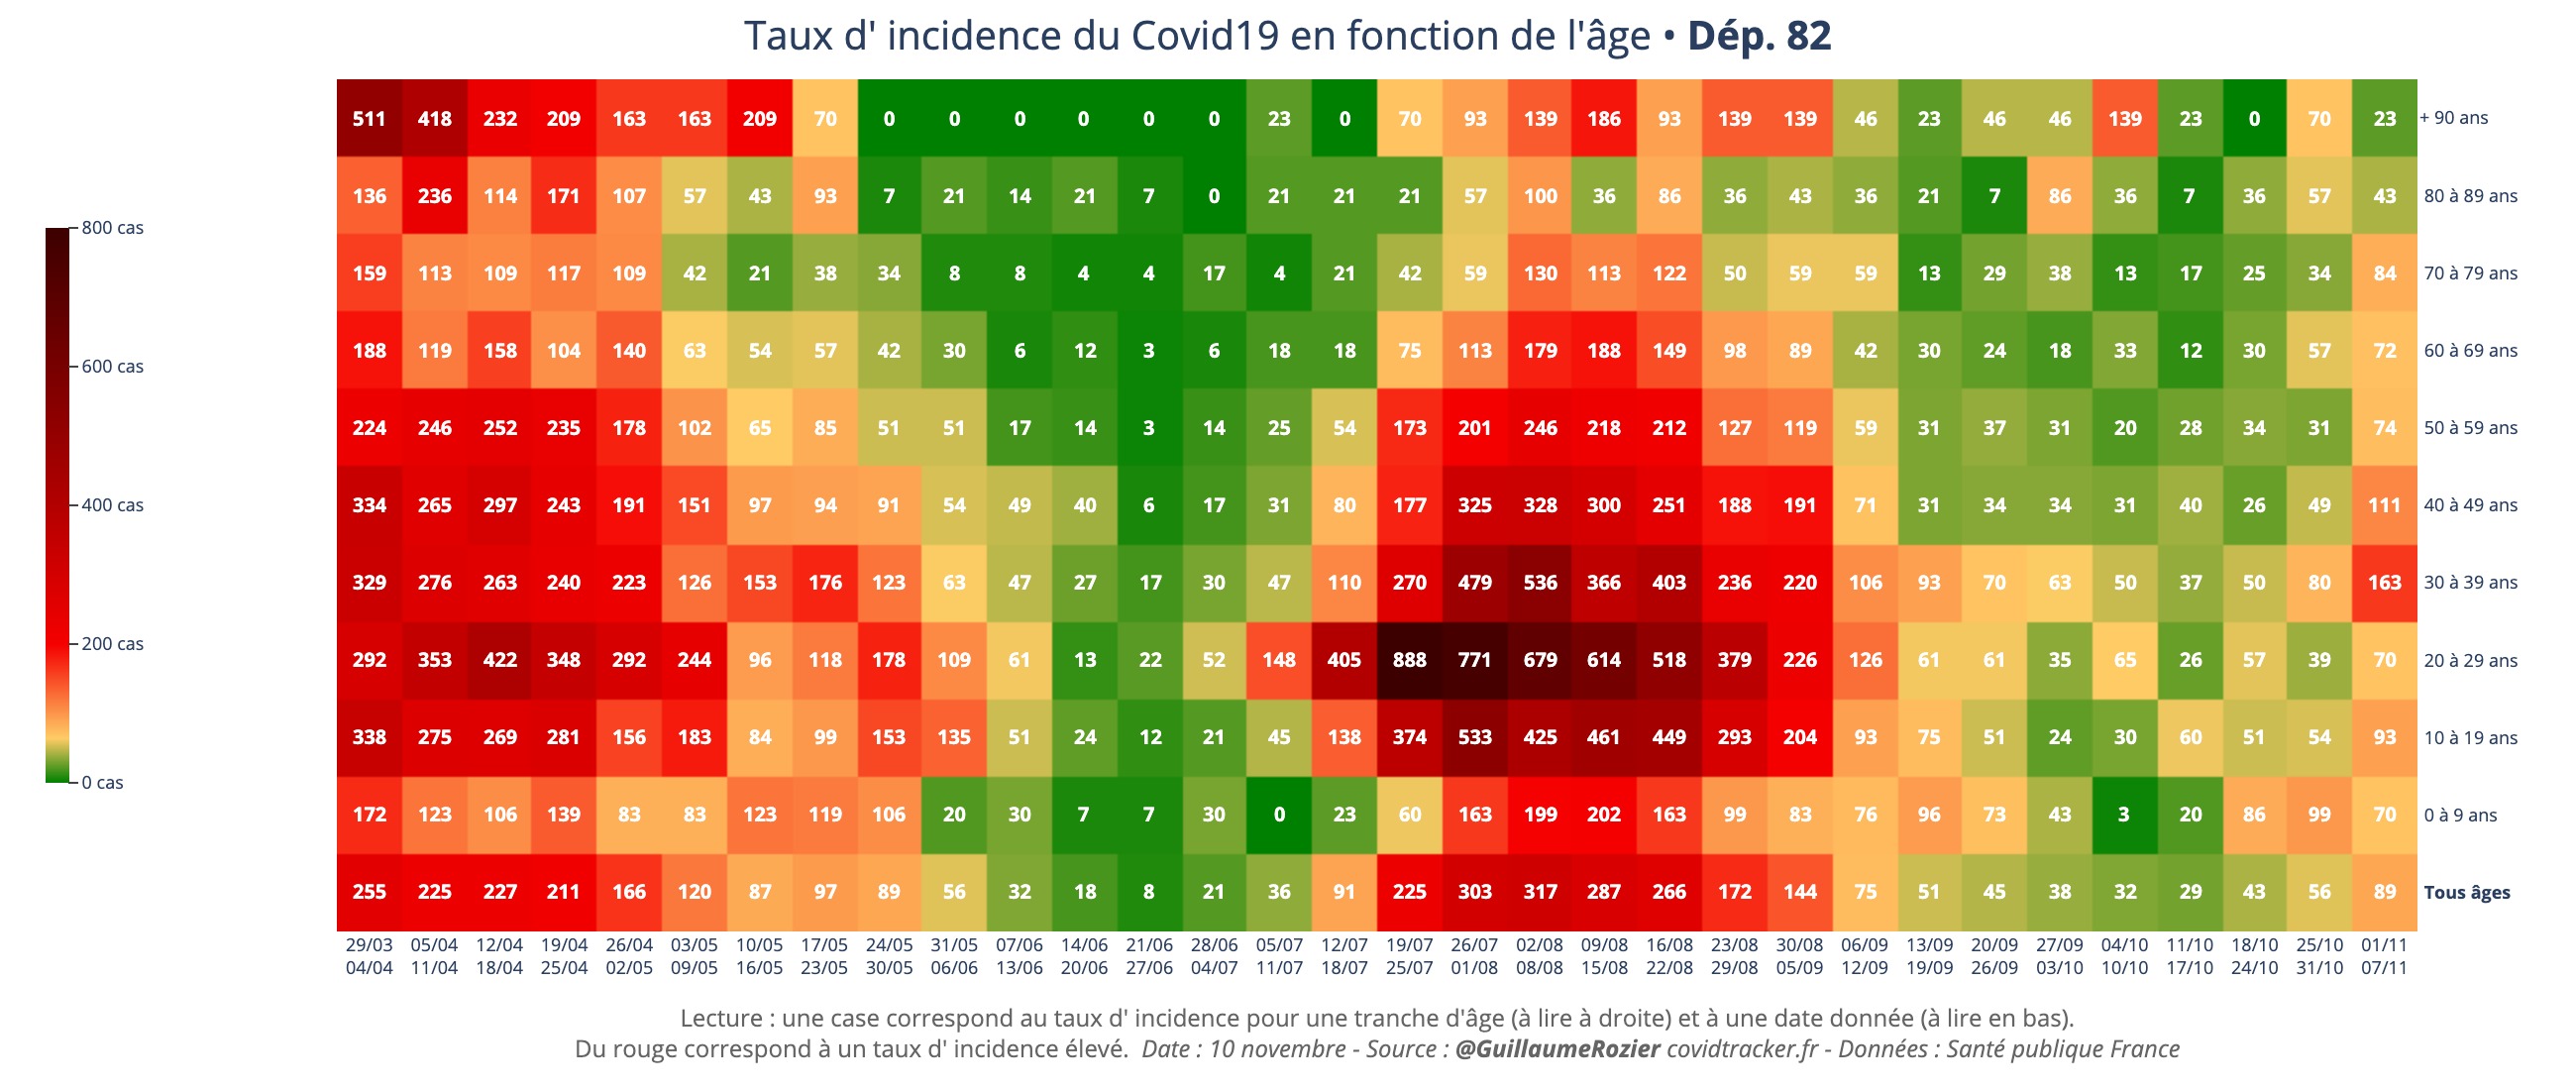 Taux d' incidence du Covid19 en fonction de l'âge • Dép. 82
800 cas
600 cas
400 cas
200 cas
0 cas
511 418 232 209 163 163 209 70 0 0 0 0 0 0 23 0 70 93 139 186 93 139 139 46 23 46 46 139 23 0 70 23 + 90 ans
136 236 114 171 107 57 43 93 7 21 14 21 7 0 21 21 21 57 100 36 86 36 43 36 21 7 86 36 7 36 57 43 80 à 89 ans
159 113 109 117 109 42 21 38 34 8 8 4 4 17 4 21 42 59 130 113 122 50 59 59 13 29 38 13 17 25 34 84 70 à 79 ans
188 119 158 104 140 63 54 57 42 30 6 12 3 6 18 18 75 113 179 188 149 98 89 42 30 24 18 33 12 30 57 72 60 à 69 ans
224 246 252 235 178 102 65 85 51 51 17 14 3 14 25 54 173 201 246 218 212 127 119 59 31 37 31 20 28 34 31 74 50 à 59 ans
334 265 297 243 191 151 97 94 91 54 49 40 6 17 31 80 177 325 328 300 251 188 191 71 31 34 34 31 40 26 49 111 40 à 49 ans
329 276 263 240 223 126 153 176 123 63 47 27 17 30 47 110 270 479 536 366 403 236 220 106 93 70 63 50 37 50 80 163 30 à 39 ans
292 353 422 348 292 244 96 118 178 109 61 13 22 52 148 405 888 771 679 614 518 379 226 126 61 61 35 65 26 57 39 70 20 à 29 ans
338 275 269 281 156 183 84 99 153 135 51 24 12 21 45 138 374 533 425 461 449 293 204 93 75 51 24 30 60 51 54 93 10 à 19 ans
172 123 106 139 83 83 123 119 106 20 30 7 7 30 0 23 60 163 199 202 163 99 83 76 96 73 43 3 20 86 99 70 0 à 9 ans
255 225 227 211 166 120 87 97 89 56 32 18 8 21 36 91 225 303 317 287 266 172 144 75 51 45 38 32 29 43 56 89 Tous âges
29/03 05/04 12/04 19/04 26/04 03/05 10/05 17/05 24/05 31/05 07/06 14/06 21/06 28/06 05/07 12/07 19/07 26/07 02/08 09/08 16/08 23/08 30/08 06/09 13/09 20/09 27/09 04/10 11/10 18/10 25/10 01/11
04/04 11/04 18/04 25/04 02/05 09/05 16/05 23/05 30/05 06/06 13/06 20/06 27/06 04/07 11/07 18/07 25/07 01/08 08/08 15/08 22/08 29/08 05/09 12/09 19/09 26/09 03/10 10/10 17/10 24/10 31/10 07/11
Lecture : une case correspond au taux d' incidence pour une tranche d'âge (à lire à droite) et à une date donnée (à lire en bas).
Du rouge correspond à un taux d' incidence élevé. Date : 10 novembre - Source : @GuillaumeRozier covidtracker.fr - Données : Santé publique France